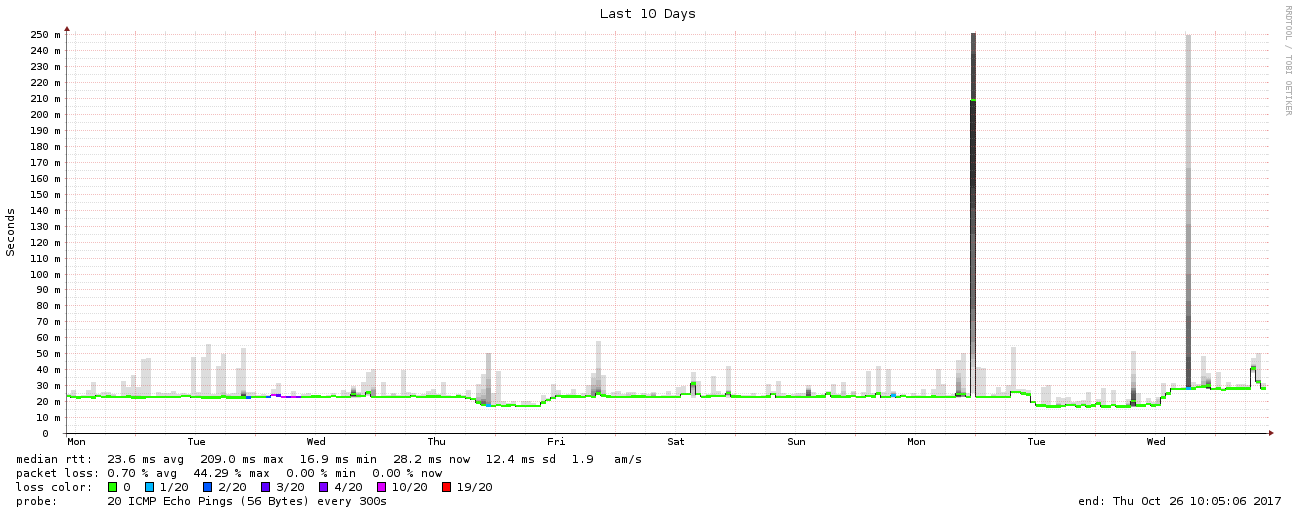 Last 10 Days
RRDTOOL / TOBI OETIKER
Seconds
250 m
240 m
230 m
220 m
210 m
200 m
190 m
180 m
170 m
160 m
150 m
140 m
130 m
120 m
110 m
100 m
90 m
80 m
70 m
60 m
50 m
40 m
30 m
20 m
10 m
0
Mon Tue Wed Thu Fri Sat Sun Mon Tue Wed
median rtt: 23.6 ms avg 209.0 ms max 16.9 ms min 28.2 ms now 12.4 ms sd 1.9 am/s
packet loss: 0.70 % avg 44.29 % max 0.00 % min 0.00 % now
loss color: 0 1/20 2/20 3/20 4/20 10/20 19/20
probe: 20 ICMP Echo Pings (56 Bytes) every 300s end: Thu Oct 26 10:05:06 2017